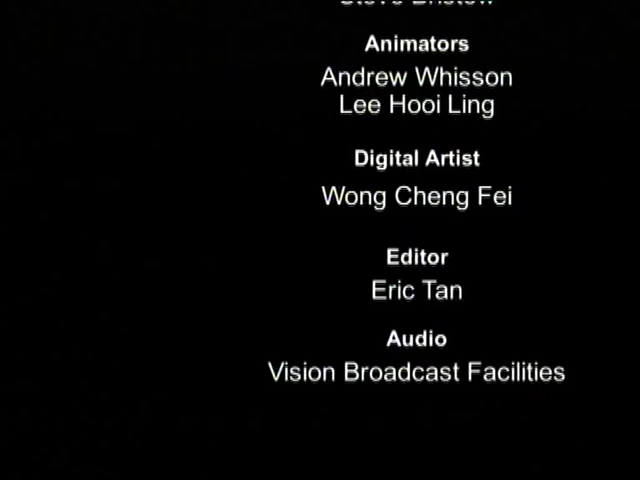 Animators
Andrew Whisson
Lee Hooi Ling
Digital Artist
Wong Cheng Fei
Editor
Eric Tan
Audio
Vision Broadcast Facilities